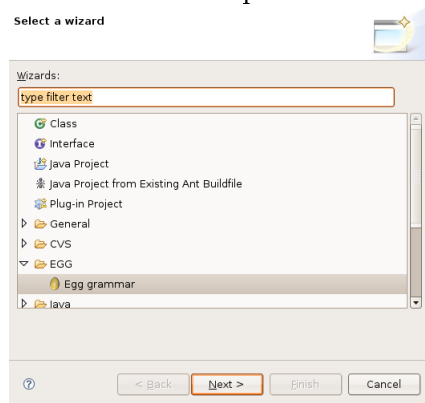 Select a wizard
Wizards:
type filter text
Class
Interface
Java Project
Java Project from Existing Ant Buildfile
Plug-in Project
General
CVS
EGG
Egg grammar
Java
< Back Next > Finish Cancel